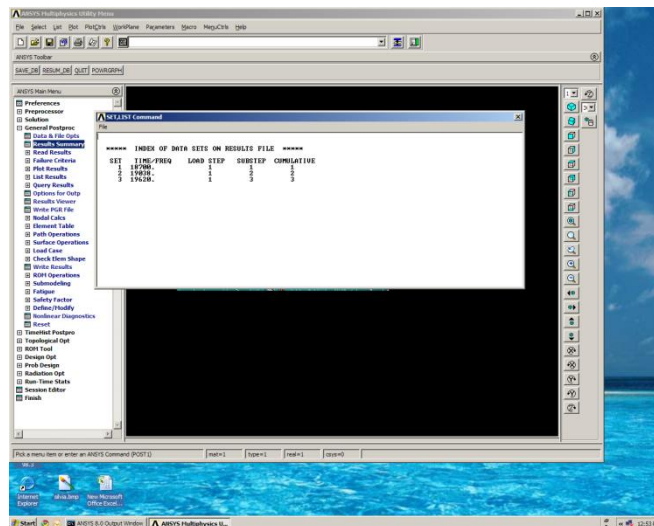 ANSYS Multiphysics Utility Menu
File Select List Plot PlotCtrls WorkPlane Parameters Macro MenuCtrls Help
ANSYS Toolbar
SAVE_DB RESUM_DB QUIT POWRGRPH
ANSYS Main Menu
Preferences
Preprocessor
Solution
General Postproc
Data & File Opts
Results Summary
Read Results
Failure Criteria
Plot Results
List Results
Query Results
Options for Outp
Results Viewer
Write PGR File
Nodal Calcs
Element Table
Path Operations
Surface Operations
Load Case
Check Elem Shape
Write Results
ROM Operations
Submodeling
Fatigue
Safety Factor
Define/Modify
Nonlinear Diagnostics
Reset
TimeHist Postpro
Topological Opt
ROM Tool
Design Opt
Prob Design
Radiation Opt
Run-Time Stats
Session Editor
Finish
SET,LIST Command
File
***** INDEX OF DATA SETS ON RESULTS FILE *****
SET TIME/FREQ LOAD STEP SUBSTEP CUMULATIVE
1 18700. 1 1 1
2 19038. 1 2 2
3 19620. 1 3 3
Pick a menu item or enter an ANSYS Command (POST1)
mat=1 type=1 real=1 csys=0
Internet Explorer
silvia.bmp
New Microsoft Office Excel...
Start
ANSYS 8.0 Output Window
ANSYS Multiphysics U...
12:53